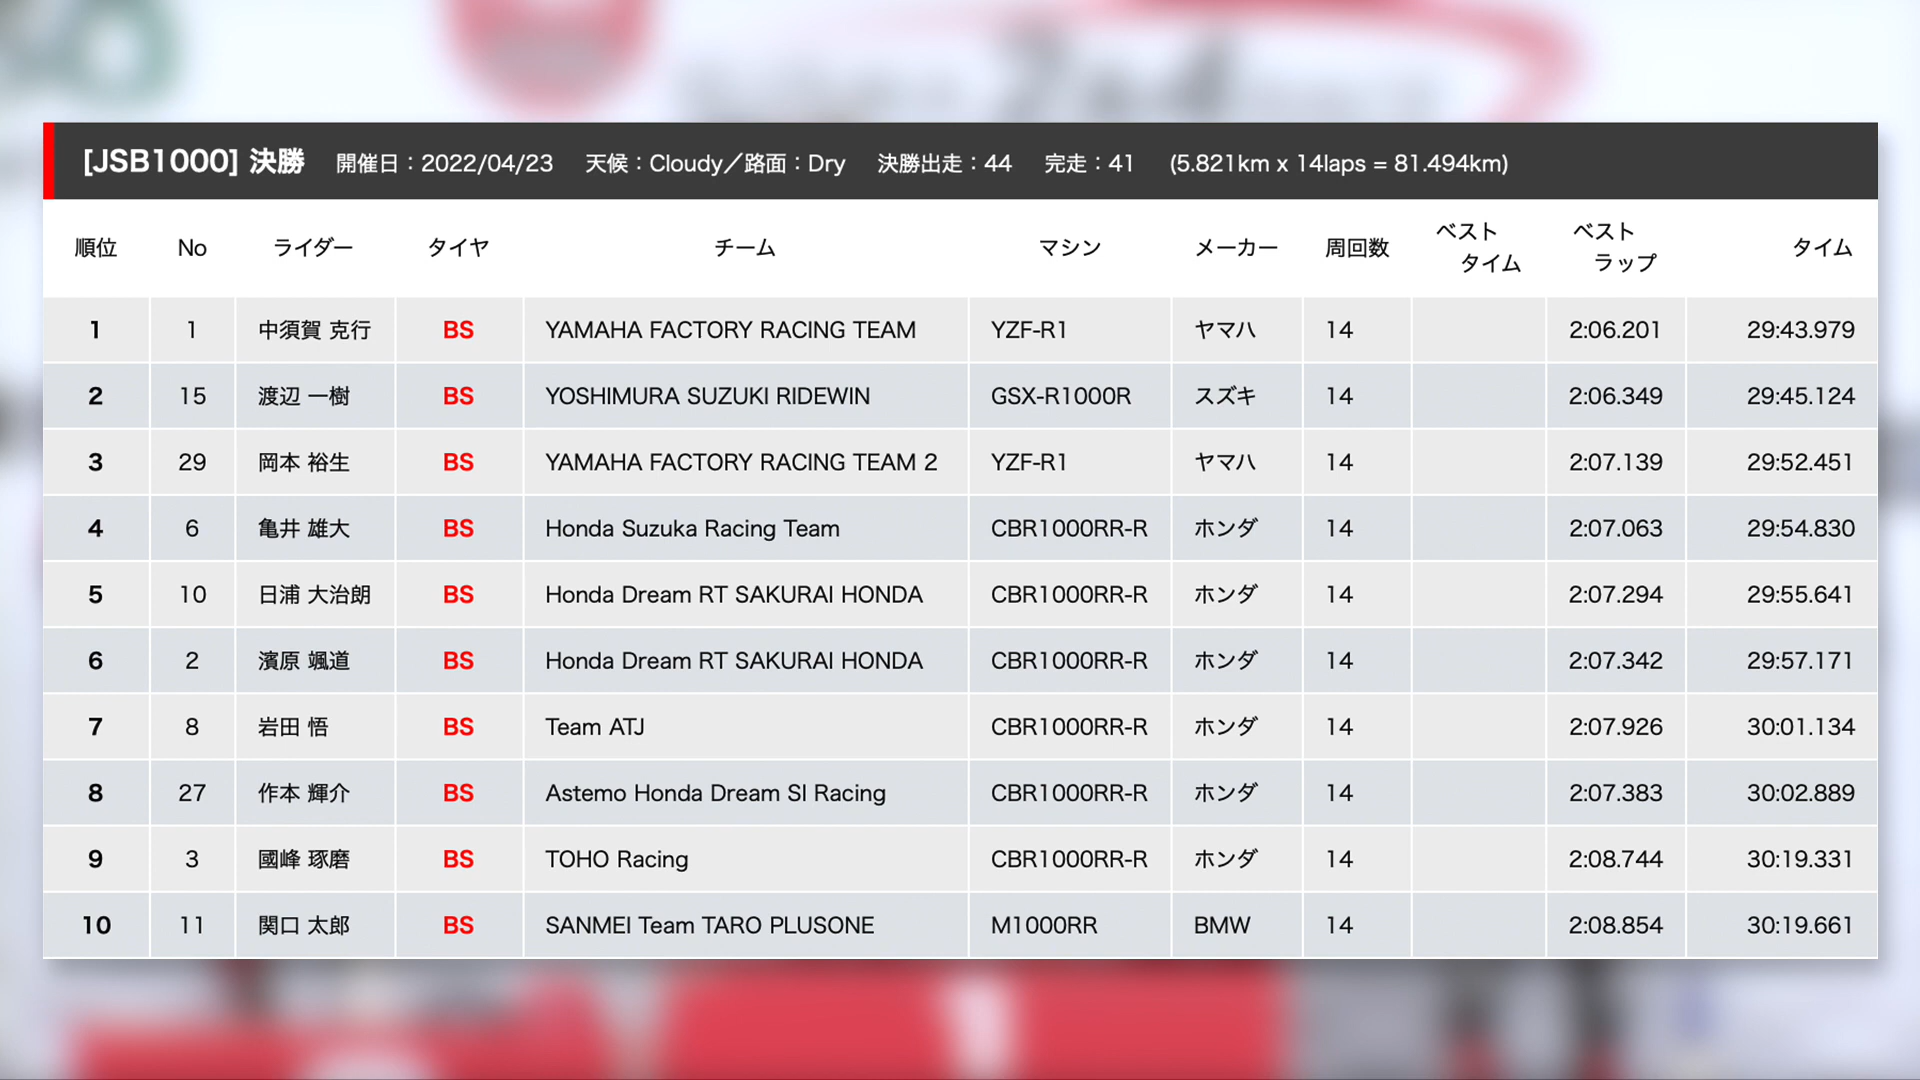 [JSB1000] 決勝 開催日：2022/04/23 天候：Cloudy／路面：Dry 決勝出走：44 完走：41 (5.821km x 14laps = 81.494km)
順位 No ライダー タイヤ チーム マシン メーカー 周回数 ベストタイム ベストラップ タイム
1 1 中須賀 克行 BS YAMAHA FACTORY RACING TEAM YZF-R1 ヤマハ 14 2:06.201 29:43.979
2 15 渡辺 一樹 BS YOSHIMURA SUZUKI RIDEWIN GSX-R1000R スズキ 14 2:06.349 29:45.124
3 29 岡本 裕生 BS YAMAHA FACTORY RACING TEAM 2 YZF-R1 ヤマハ 14 2:07.139 29:52.451
4 6 亀井 雄大 BS Honda Suzuka Racing Team CBR1000RR-R ホンダ 14 2:07.063 29:54.830
5 10 日浦 大治朗 BS Honda Dream RT SAKURAI HONDA CBR1000RR-R ホンダ 14 2:07.294 29:55.641
6 2 濱原 颯道 BS Honda Dream RT SAKURAI HONDA CBR1000RR-R ホンダ 14 2:07.342 29:57.171
7 8 岩田 悟 BS Team ATJ CBR1000RR-R ホンダ 14 2:07.926 30:01.134
8 27 作本 輝介 BS Astemo Honda Dream SI Racing CBR1000RR-R ホンダ 14 2:07.383 30:02.889
9 3 國峰 琢磨 BS TOHO Racing CBR1000RR-R ホンダ 14 2:08.744 30:19.331
10 11 関口 太郎 BS SANMEI Team TARO PLUSONE M1000RR BMW 14 2:08.854 30:19.661